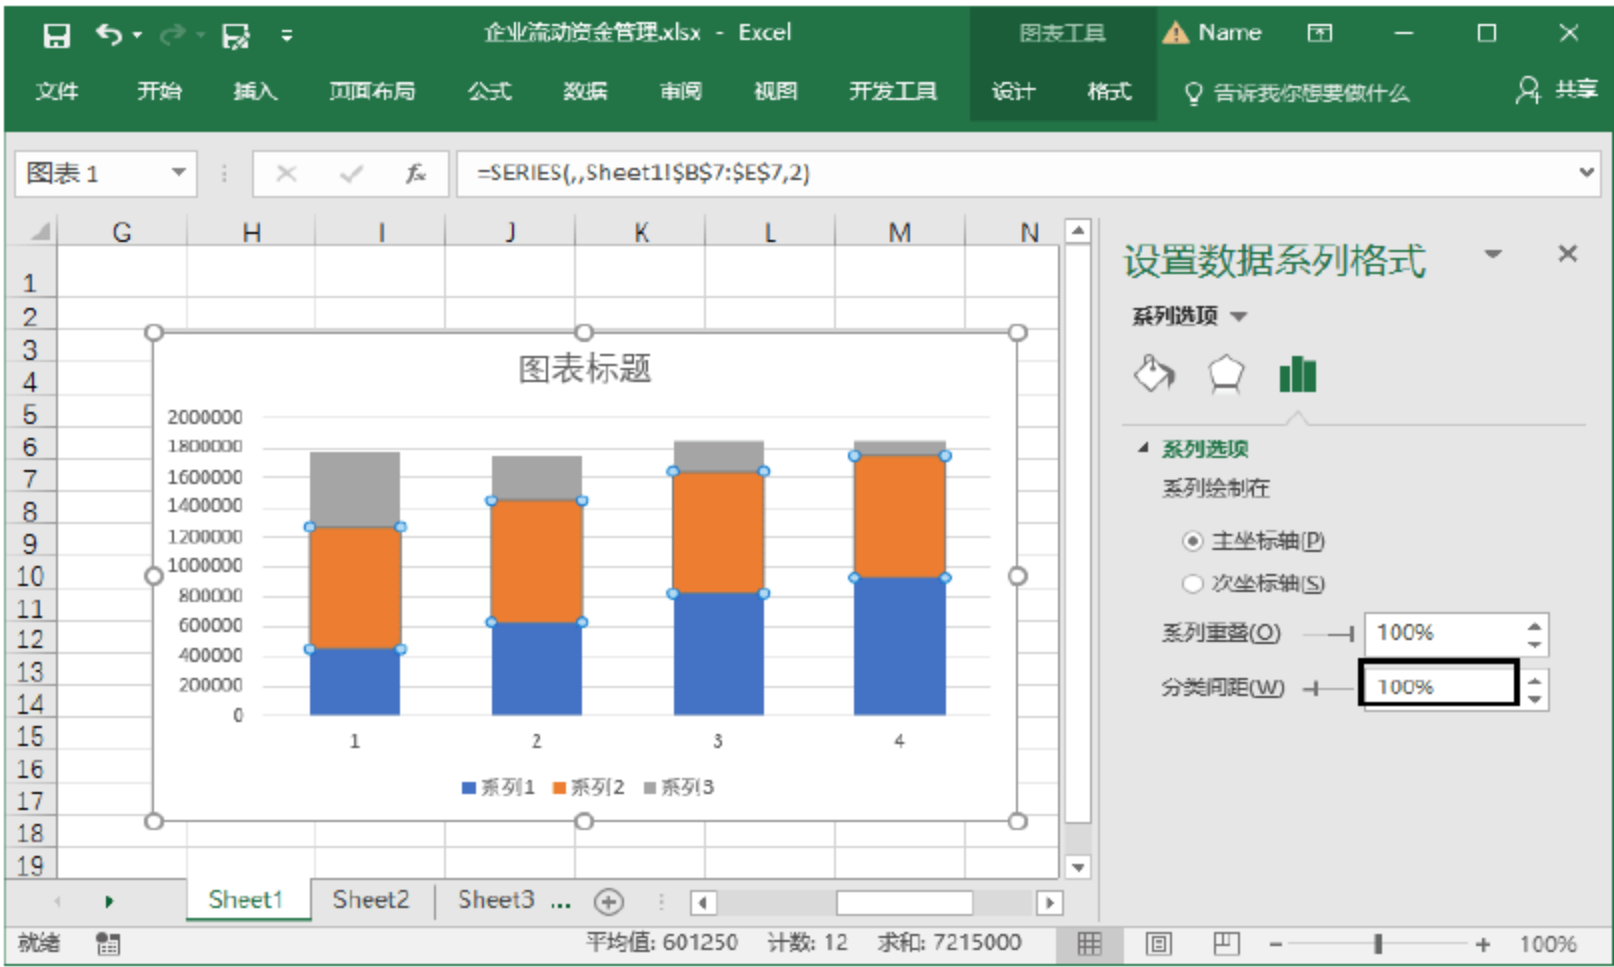 企业流动资金管理.xlsx - Excel
图表工具
Name
文件
开始
插入
页面布局
公式
数据
审阅
视图
开发工具
设计
格式
告诉我你想要做什么
共享
图表 1
fx
=SERIES(,,Sheet1!$B$7:$E$7,2)
G H I J K L M N
1
2
3
4
5
6
7
8
9
10
11
12
13
14
15
16
17
18
19
图表标题
2000000
1800000
1600000
1400000
1200000
1000000
800000
600000
400000
200000
0
1 2 3 4
系列1 系列2 系列3
设置数据系列格式
系列选项
系列选项
系列绘制在
主坐标轴(P)
次坐标轴(S)
系列重叠(O) 100%
分类间距(W) 100%
Sheet1 Sheet2 Sheet3 ...
就绪
平均值: 601250 计数: 12 求和: 7215000
100%